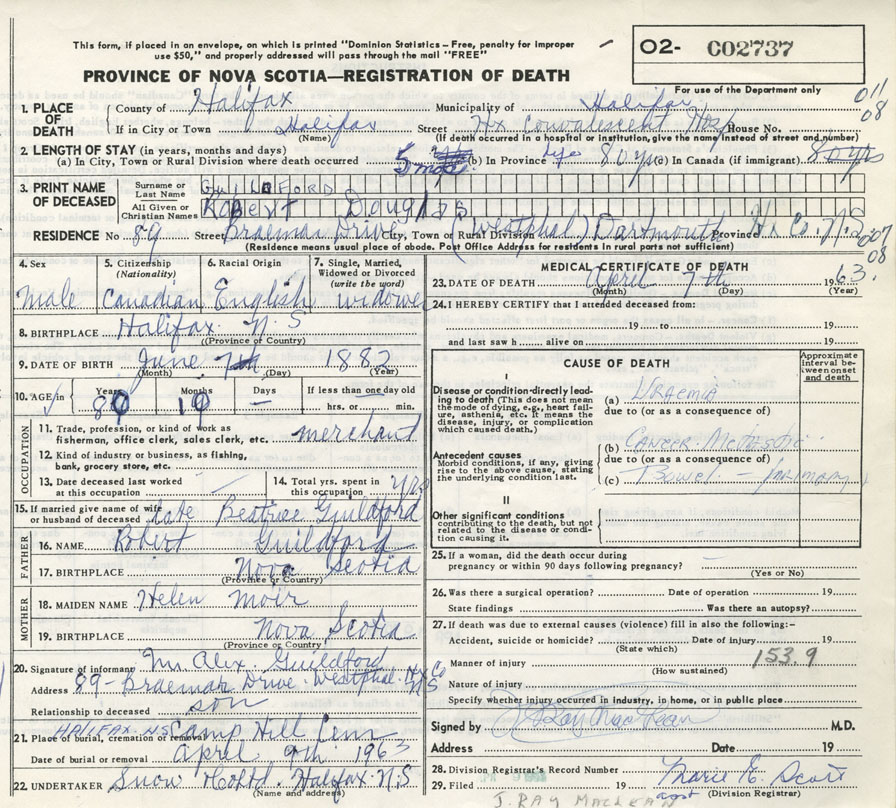 This form, if placed in an envelope, on which is printed "Dominion Statistics - Free, penalty for improper
use $50," and properly addressed will pass through the mail "FREE"
O2- C02737
For use of the Department only
PROVINCE OF NOVA SCOTIA—REGISTRATION OF DEATH
011
08
1. PLACE OF DEATH County of Halifax Municipality of Halifax
If in City or Town Halifax Street Hx Convalescent Hosp House No.
(Name) (If death occurred in a hospital or institution, give the name instead of street and number)
2. LENGTH OF STAY (in years, months and days)
(a) In City, Town or Rural Division where death occurred 5 mos. (b) In Province 80 yrs (c) In Canada (if immigrant) 80 yrs
3. PRINT NAME OF DECEASED Surname or Last Name GUILDFORD
All Given or Christian Names Robert Douglas
RESIDENCE No 89 Street Braemar Drive City, Town or Rural Division (Westphal) Dartmouth Province Hx Co. N.S
(Residence means usual place of abode. Post Office Address for residents in rural parts not sufficient)
4. Sex 5. Citizenship (Nationality) 6. Racial Origin 7. Single, Married, Widowed or Divorced (write the word)
Male Canadian English widower
8. BIRTHPLACE Halifax N.S
(Province or Country)
9. DATE OF BIRTH June 7th 1882
(Month) (Day) (Year)
10. AGE in Years Months Days If less than one day old
80 10 — hrs. or min.
OCCUPATION
11. Trade, profession, or kind of work as fisherman, office clerk, sales clerk, etc. merchant
12. Kind of industry or business, as fishing, bank, grocery store, etc.
13. Date deceased last worked at this occupation 14. Total yrs. spent in this occupation yrs
15. If married give name of wife or husband of deceased late Beatrice Guildford
FATHER
16. NAME Robert Guildford
17. BIRTHPLACE Nova Scotia
(Province or Country)
MOTHER
18. MAIDEN NAME Helen Moir
19. BIRTHPLACE Nova Scotia
(Province or Country)
20. Signature of informant Mr Alex Guildford
Address 89- Braemar Drive. Westphal. Hx Co NS
Relationship to deceased son
21. Place of burial, cremation or removal HALIFAX N.S Camp Hill Cem
Date of burial or removal April 9th 1963
22. UNDERTAKER Snow Halifax N.S
(Name and address)
MEDICAL CERTIFICATE OF DEATH
23. DATE OF DEATH April 7th 1963.
(Month) (Day) (Year)
24. I HEREBY CERTIFY that I attended deceased from:
19 to 19
and last saw h alive on 19
CAUSE OF DEATH
Approximate interval between onset and death
I
Disease or condition directly leading to death (This does not mean the mode of dying, e.g., heart failure, asthenia, etc. It means the disease, injury, or complication which caused death.)
(a) Uraemia
due to (or as a consequence of)
Antecedent causes
Morbid conditions, if any, giving rise to the above cause, stating the underlying condition last.
(b) Cancer
due to (or as a consequence of)
(c) Bowel — primary
II
Other significant conditions
contributing to the death, but not related to the disease or condition causing it.
25. If a woman, did the death occur during pregnancy or within 90 days following pregnancy?
(Yes or No)
26. Was there a surgical operation? Date of operation 19
State findings Was there an autopsy?
27. If death was due to external causes (violence) fill in also the following:-
Accident, suicide or homicide? Date of injury 19
(State which)
Manner of injury 153.9
(How sustained)
Nature of injury
Specify whether injury occurred in industry, in home, or in public place
Signed by J Ray MacLean M.D.
Address Date 19
28. Division Registrar's Record Number
29. Filed 19 Marie E. Scott
(Division Registrar)
J. RAY MACLEAN